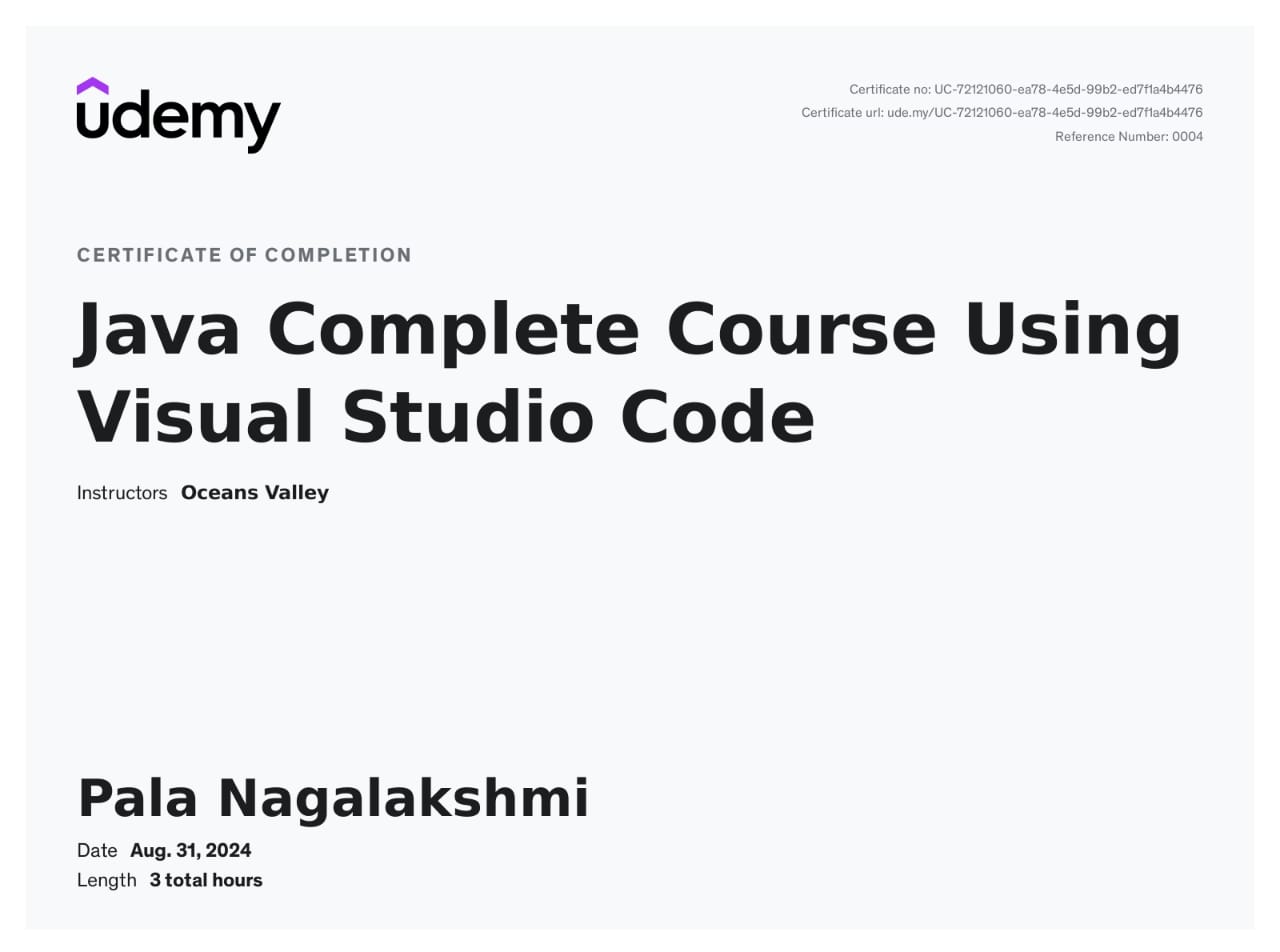 udemy
Certificate no: UC-72121060-ea78-4e5d-99b2-ed7f1a4b4476
Certificate url: ude.my/UC-72121060-ea78-4e5d-99b2-ed7f1a4b4476
Reference Number: 0004
CERTIFICATE OF COMPLETION
Java Complete Course Using
Visual Studio Code
Instructors Oceans Valley
Pala Nagalakshmi
Date Aug. 31, 2024
Length 3 total hours